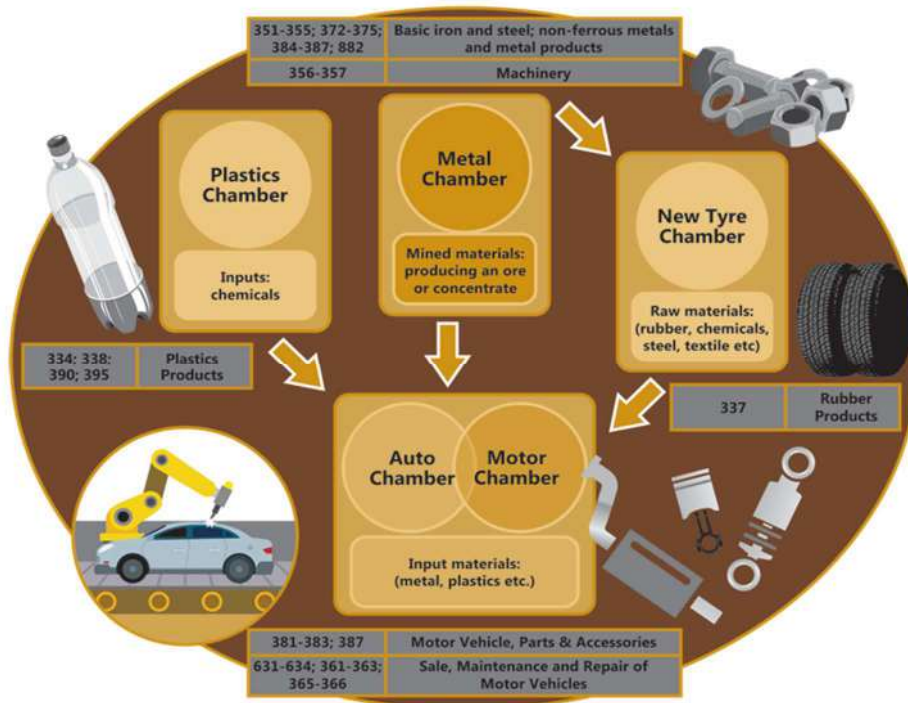 351-355; 372-375;
384-387; 882
Basic iron and steel; non-ferrous metals
and metal products
356-357
Machinery
Plastics
Chamber
Inputs:
chemicals
Metal
Chamber
Mined materials:
producing an ore
or concentrate
New Tyre
Chamber
Raw materials:
(rubber, chemicals,
steel, textile etc)
334; 338;
390; 395
Plastics
Products
337
Rubber
Products
Auto
Chamber
Motor
Chamber
Input materials:
(metal, plastics etc.)
381-383; 387
Motor Vehicle, Parts & Accessories
631-634; 361-363;
365-366
Sale, Maintenance and Repair of
Motor Vehicles